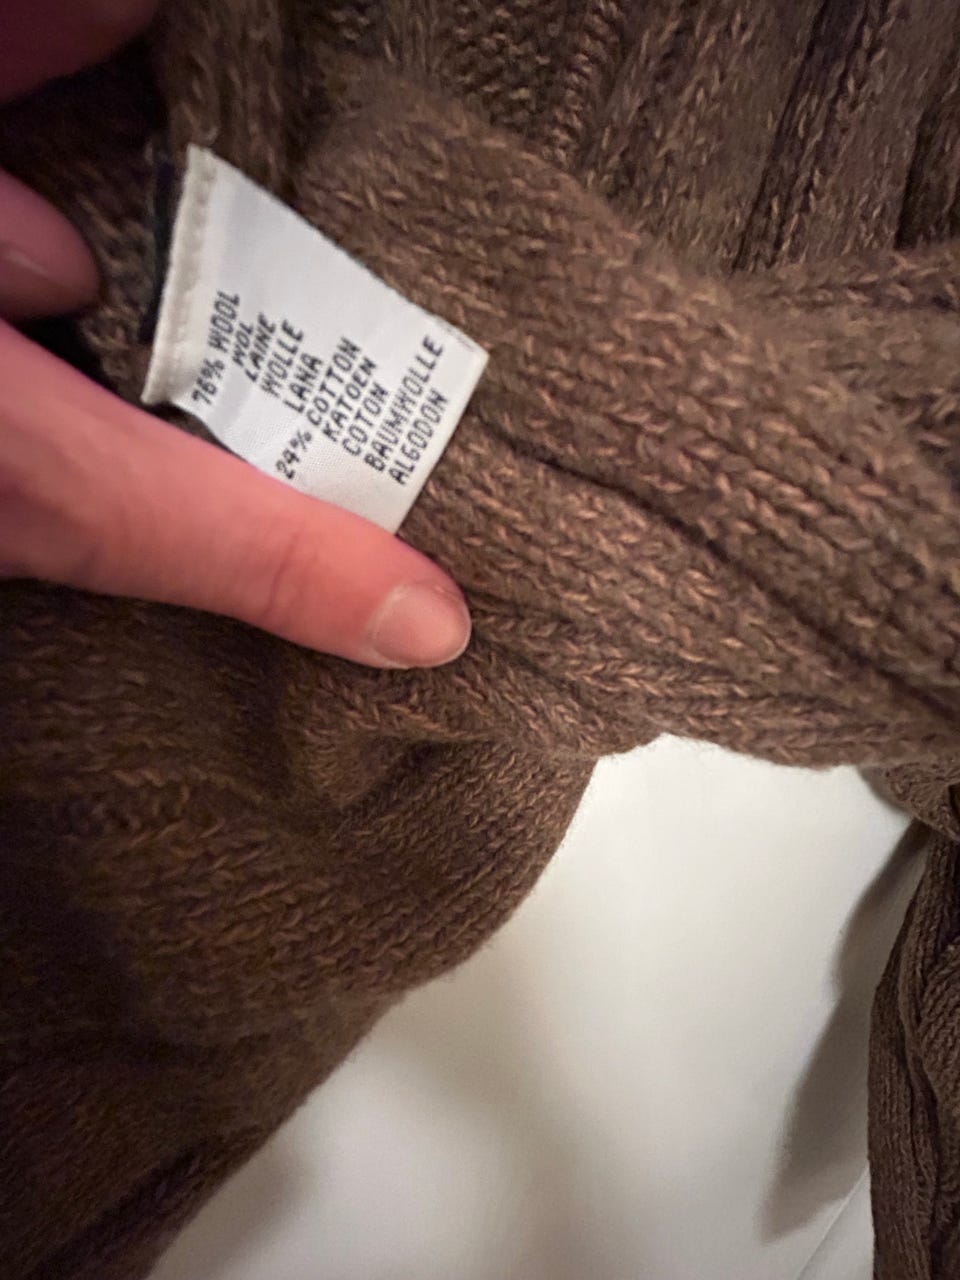 76% WOOL
WOL
LAINE
WOLLE
LANA
24% COTTON
KATOEN
COTON
BAUMWOLLE
ALGODON